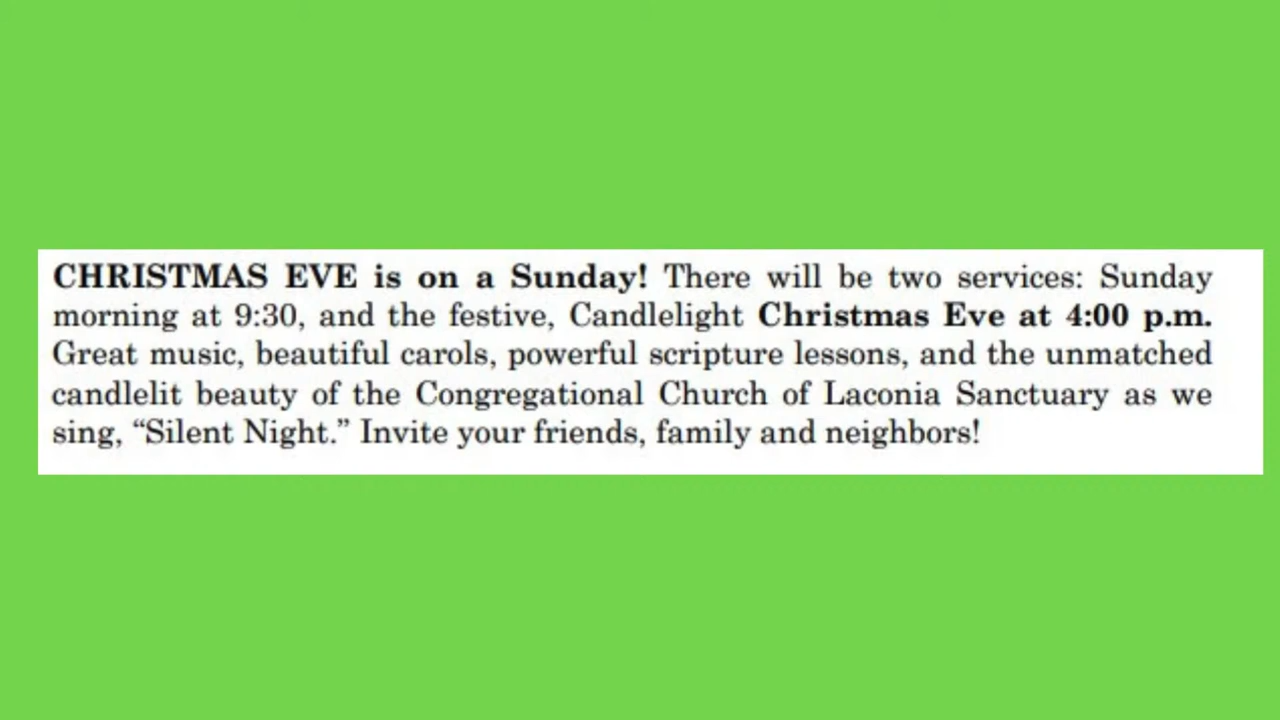 CHRISTMAS EVE is on a Sunday! There will be two services: Sunday
morning at 9:30, and the festive, Candlelight Christmas Eve at 4:00 p.m.
Great music, beautiful carols, powerful scripture lessons, and the unmatched
candlelit beauty of the Congregational Church of Laconia Sanctuary as we
sing, “Silent Night.” Invite your friends, family and neighbors!